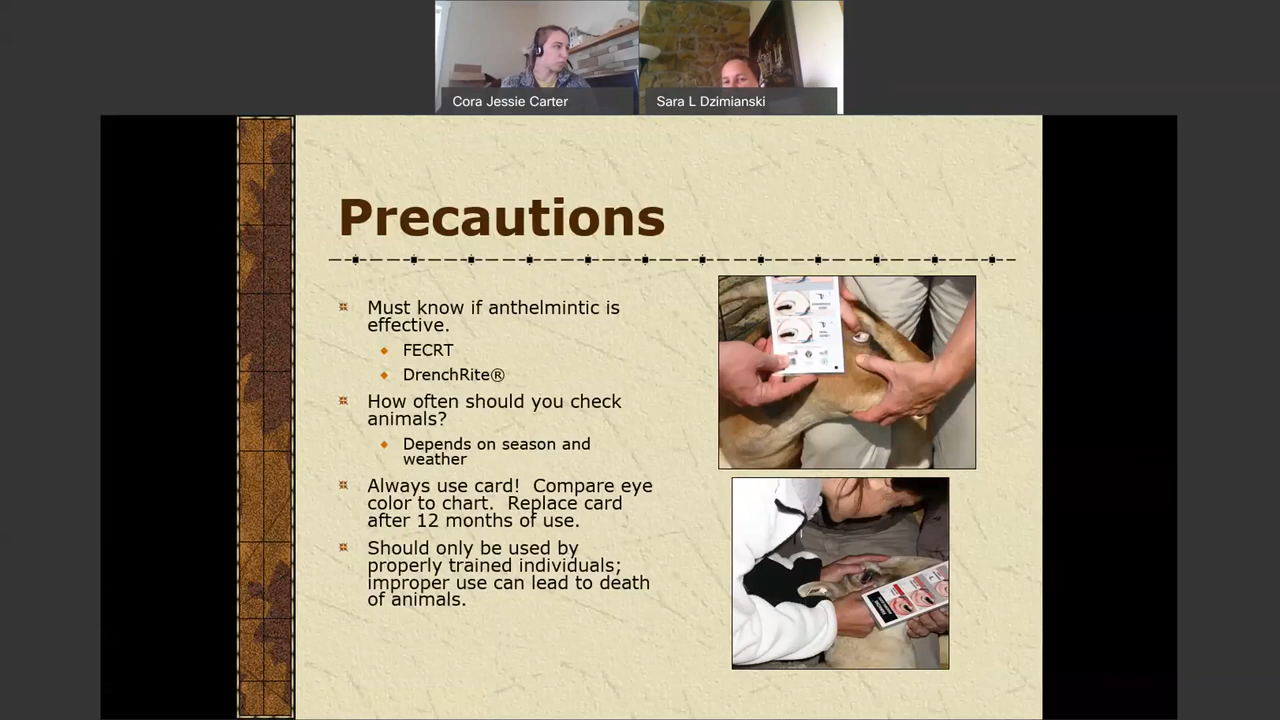 Cora Jessie Carter
Sara L Dzimianski
Precautions
Must know if anthelmintic is
effective.
FECRT
DrenchRite®
How often should you check
animals?
Depends on season and
weather
Always use card!  Compare eye
color to chart.  Replace card
after 12 months of use.
Should only be used by
properly trained individuals;
improper use can lead to death
of animals.